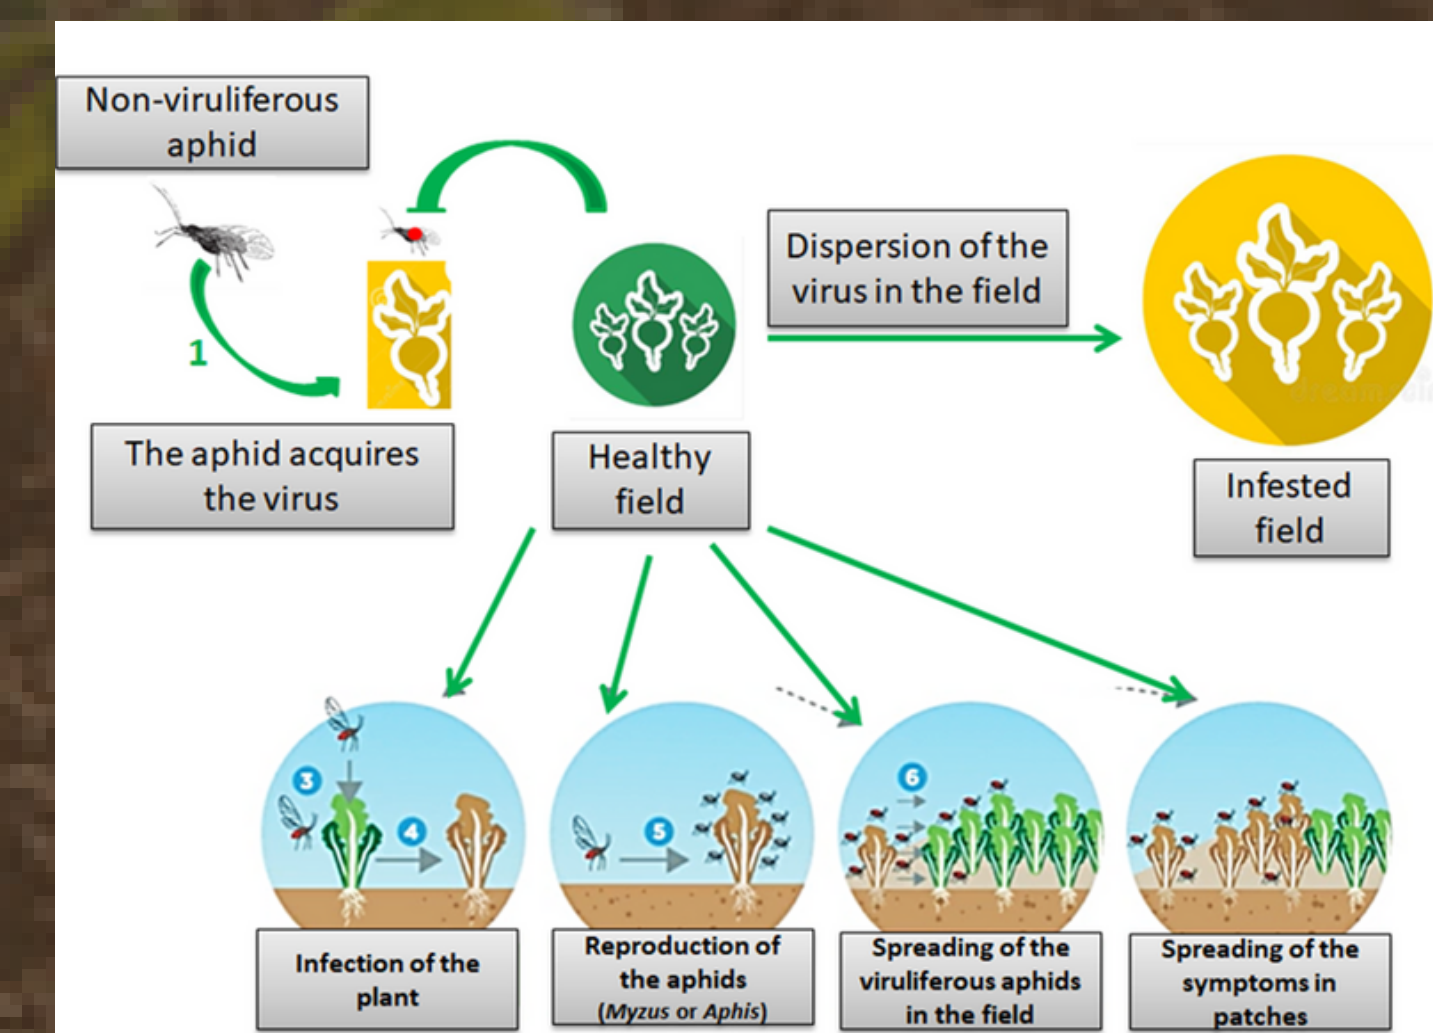 Non-viruliferous
aphid
1
The aphid acquires
the virus
Healthy
field
Dispersion of the
virus in the field
Infested
field
3
4
5
6
Infection of the
plant
Reproduction of
the aphids
(Myzus or Aphis)
Spreading of the
viruliferous aphids
in the field
Spreading of the
symptoms in
patches